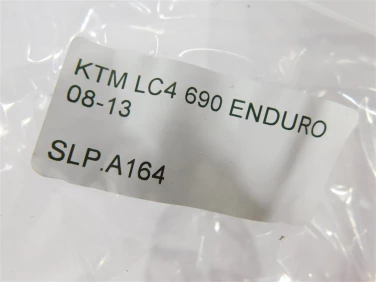 KTM LC4 690 ENDURO
08-13
SLP.A164